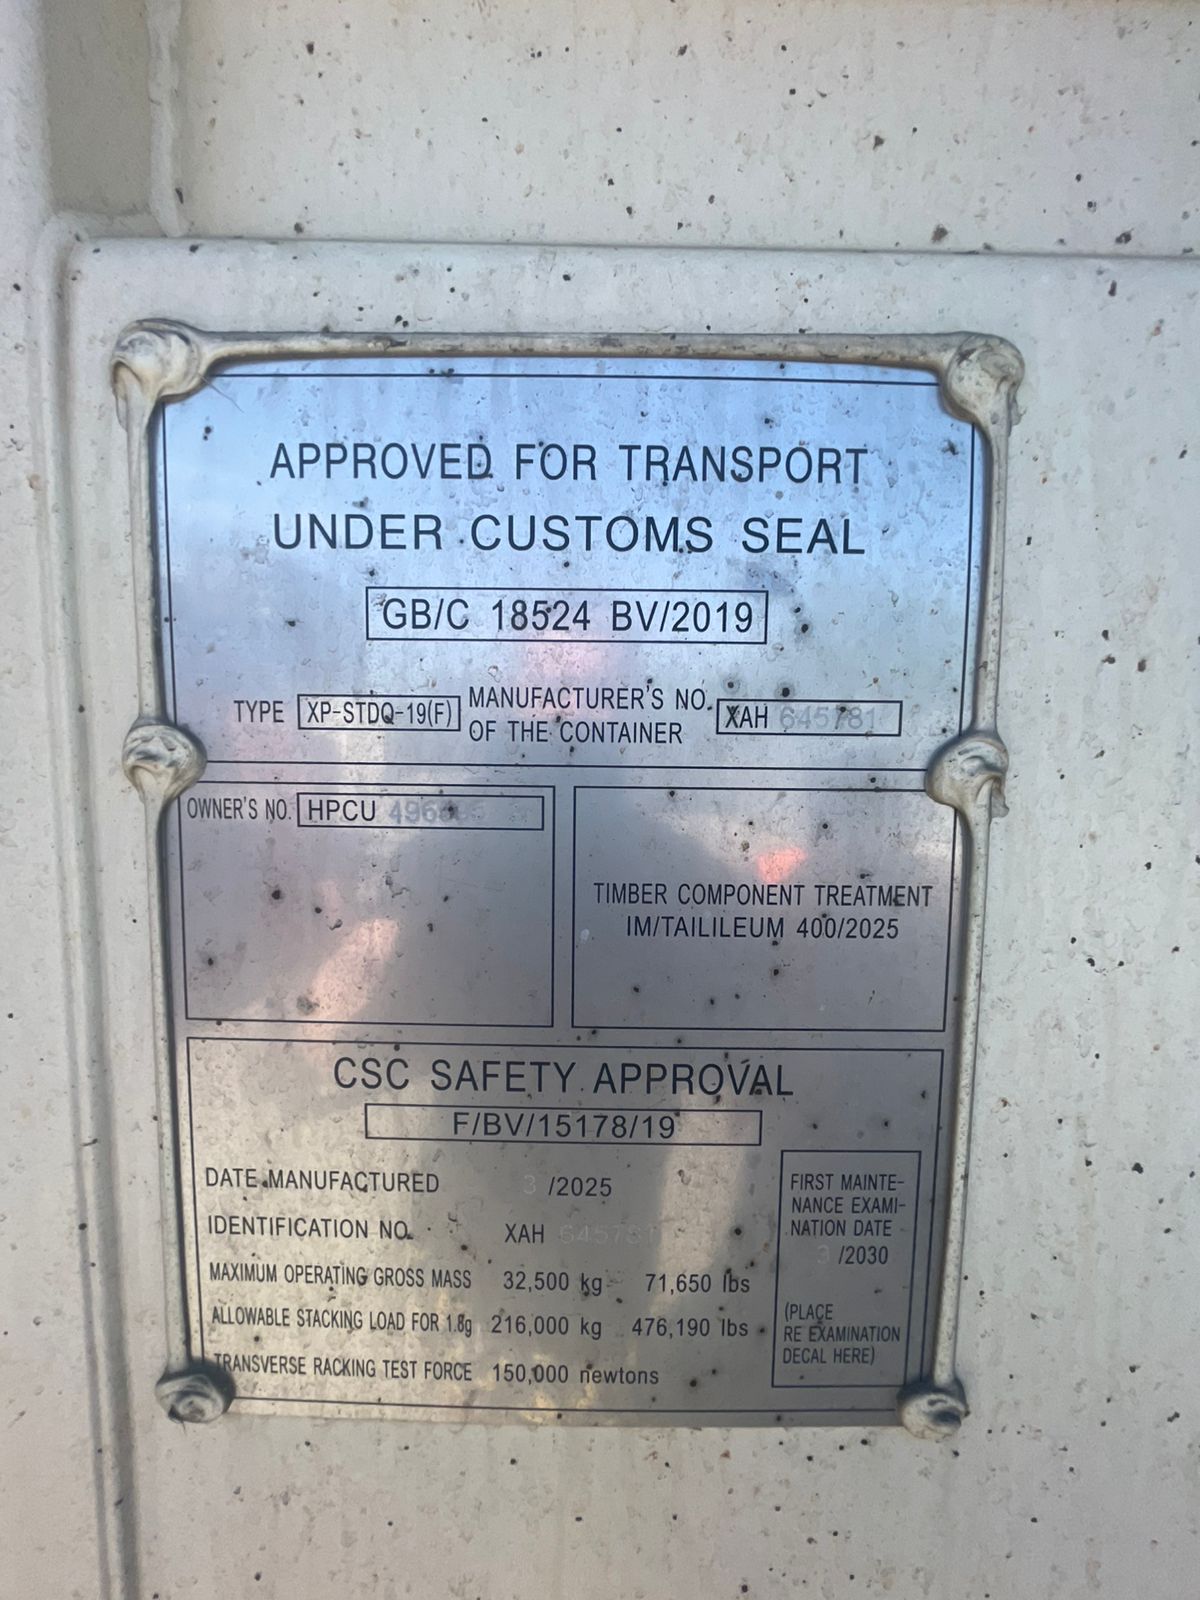 APPROVED FOR TRANSPORT
UNDER CUSTOMS SEAL
GB/C 18524 BV/2019
TYPE XP-STDQ-19(F) MANUFACTURER'S NO. OF THE CONTAINER XAH 645781
OWNER'S NO. HPCU
TIMBER COMPONENT TREATMENT
IM/TAILILEUM 400/2025
CSC SAFETY APPROVAL
F/BV/15178/19
DATE MANUFACTURED 3 /2025
IDENTIFICATION NO. XAH 645781
MAXIMUM OPERATING GROSS MASS 32,500 kg 71,650 lbs
ALLOWABLE STACKING LOAD FOR 1.8g 216,000 kg 476,190 lbs
TRANSVERSE RACKING TEST FORCE 150,000 newtons
FIRST MAINTE-
NANCE EXAMI-
NATION DATE
3 /2030
(PLACE
RE EXAMINATION
DECAL HERE)